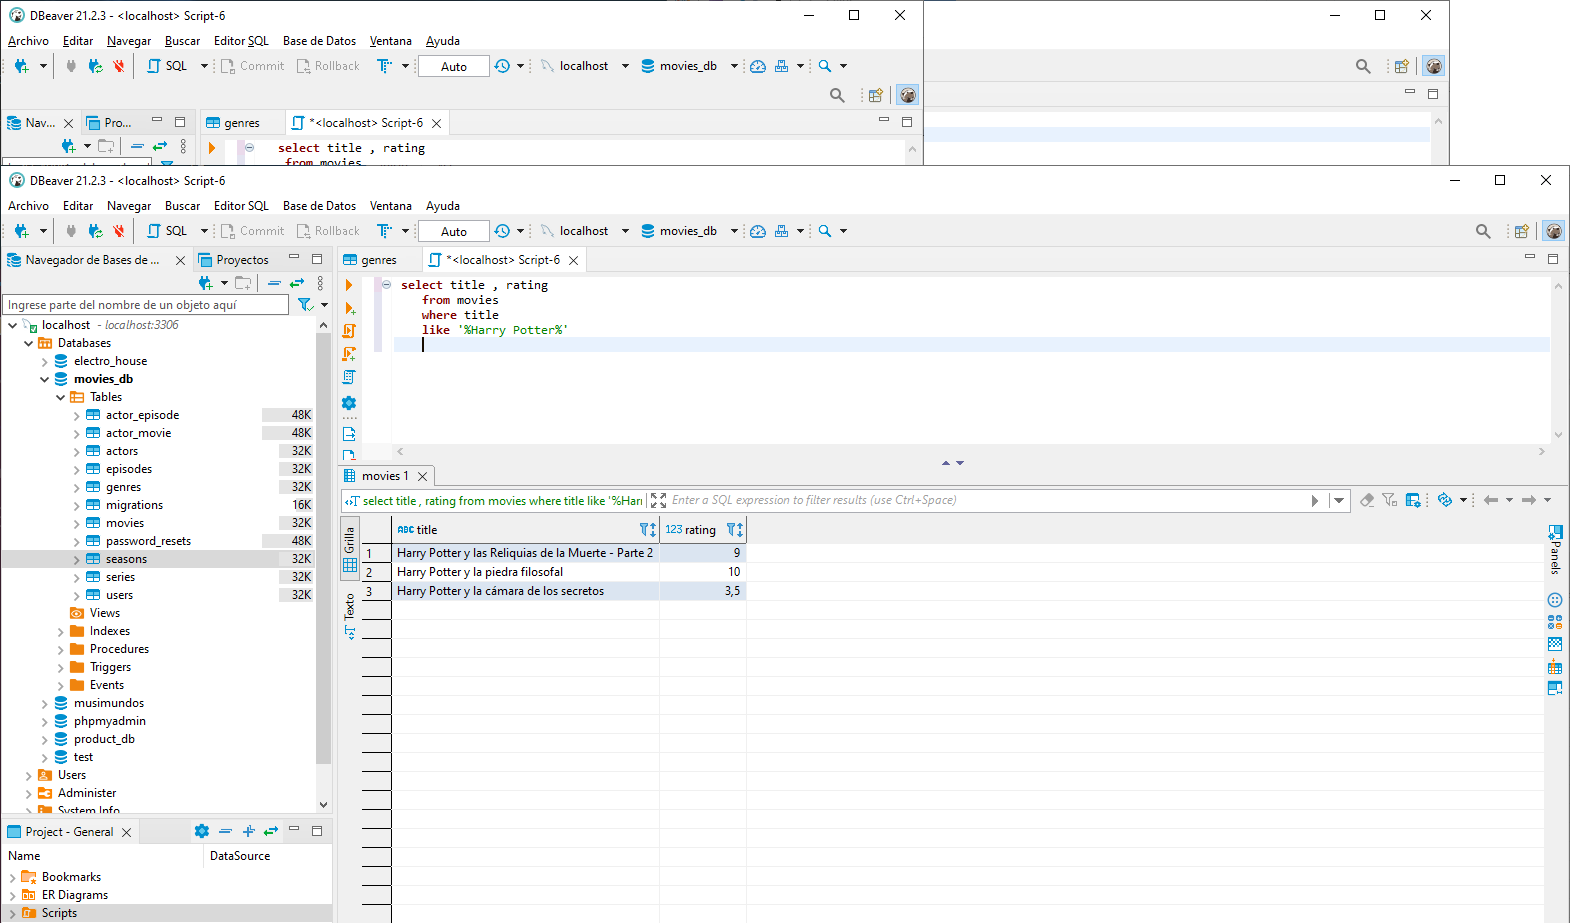 DBeaver 21.2.3 - <localhost> Script-6
Archivo Editar Navegar Buscar Editor SQL Base de Datos Ventana Ayuda
SQL Commit Rollback Auto localhost movies_db
Nav... Pro... genres *<localhost> Script-6
select title , rating
from movies
DBeaver 21.2.3 - <localhost> Script-6
Archivo Editar Navegar Buscar Editor SQL Base de Datos Ventana Ayuda
SQL Commit Rollback Auto localhost movies_db
Navegador de Bases de ... Proyectos
Ingrese parte del nombre de un objeto aquí
localhost - localhost:3306
Databases
electro_house
movies_db
Tables
actor_episode 48K
actor_movie 48K
actors 32K
episodes 32K
genres 32K
migrations 16K
movies 32K
password_resets 48K
seasons 32K
series 32K
users 32K
Views
Indexes
Procedures
Triggers
Events
musimundos
phpmyadmin
product_db
test
Users
Administer
System Info
Project - General
Name DataSource
Bookmarks
ER Diagrams
Scripts
genres *<localhost> Script-6
select title , rating
from movies
where title
like '%Harry Potter%'
movies 1
select title , rating from movies where title like '%Harr Enter a SQL expression to filter results (use Ctrl+Space)
Grilla
Texto
ABC title 123 rating
1 Harry Potter y las Reliquias de la Muerte - Parte 2 9
2 Harry Potter y la piedra filosofal 10
3 Harry Potter y la cámara de los secretos 3,5
Panels